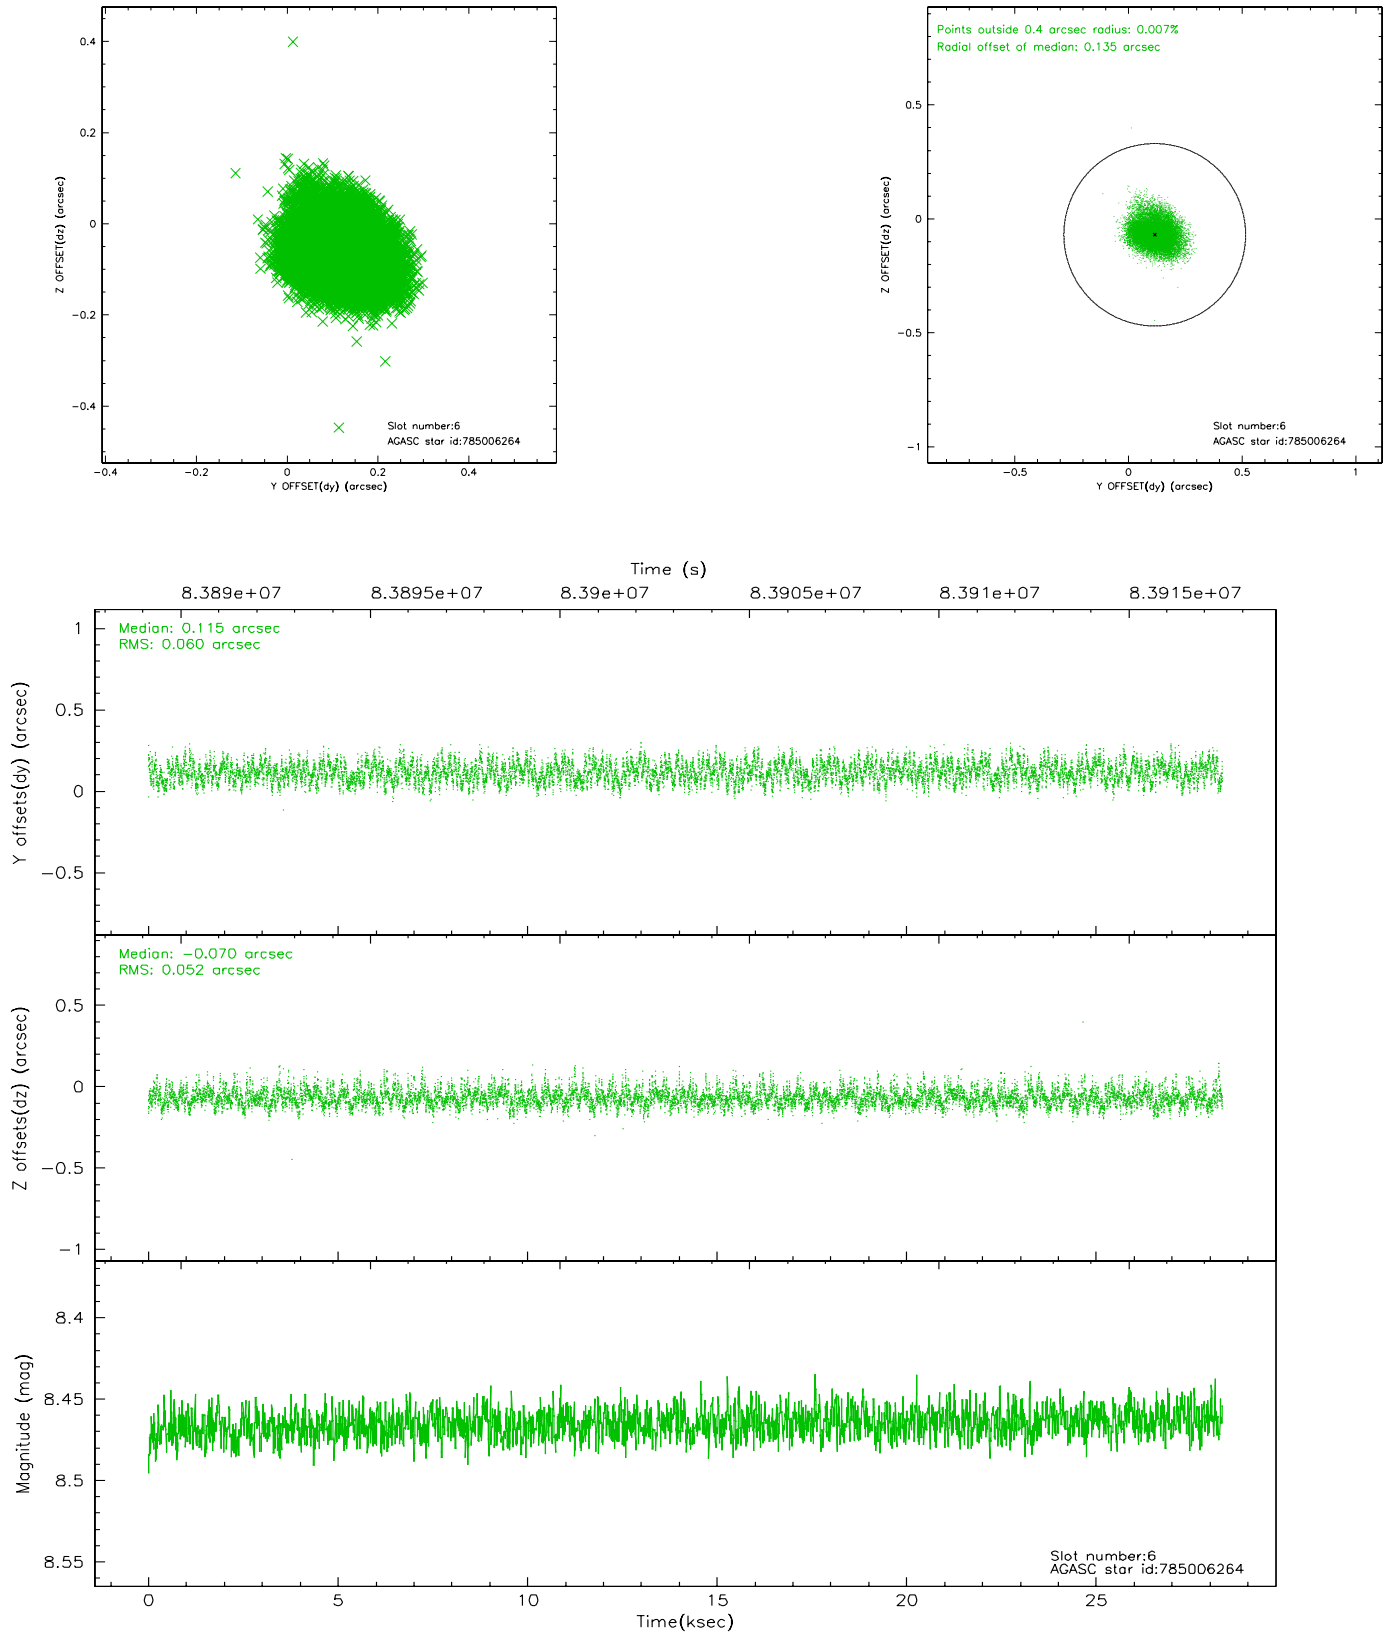 0.4
0.2
0
−0.2
−0.4
Z OFFSET(dz) (arcsec)
Slot number:6
AGASC star id:785006264
−0.4
−0.2
0
0.2
0.4
Y OFFSET(dy) (arcsec)
Points outside 0.4 arcsec radius: 0.007%
Radial offset of median: 0.135 arcsec
0.5
0
−0.5
−1
Z OFFSET(dz) (arcsec)
Slot number:6
AGASC star id:785006264
−0.5
0
0.5
1
Y OFFSET(dy) (arcsec)
Time (s)
8.389e+07
8.3895e+07
8.39e+07
8.3905e+07
8.391e+07
8.3915e+07
Median: 0.115 arcsec
RMS: 0.060 arcsec
1
0.5
0
−0.5
Y offsets(dy) (arcsec)
Median: −0.070 arcsec
RMS: 0.052 arcsec
0.5
0
−0.5
−1
Z offsets(dz) (arcsec)
8.4
8.45
8.5
8.55
Magnitude (mag)
Slot number:6
AGASC star id:785006264
0
5
10
15
20
25
Time(ksec)